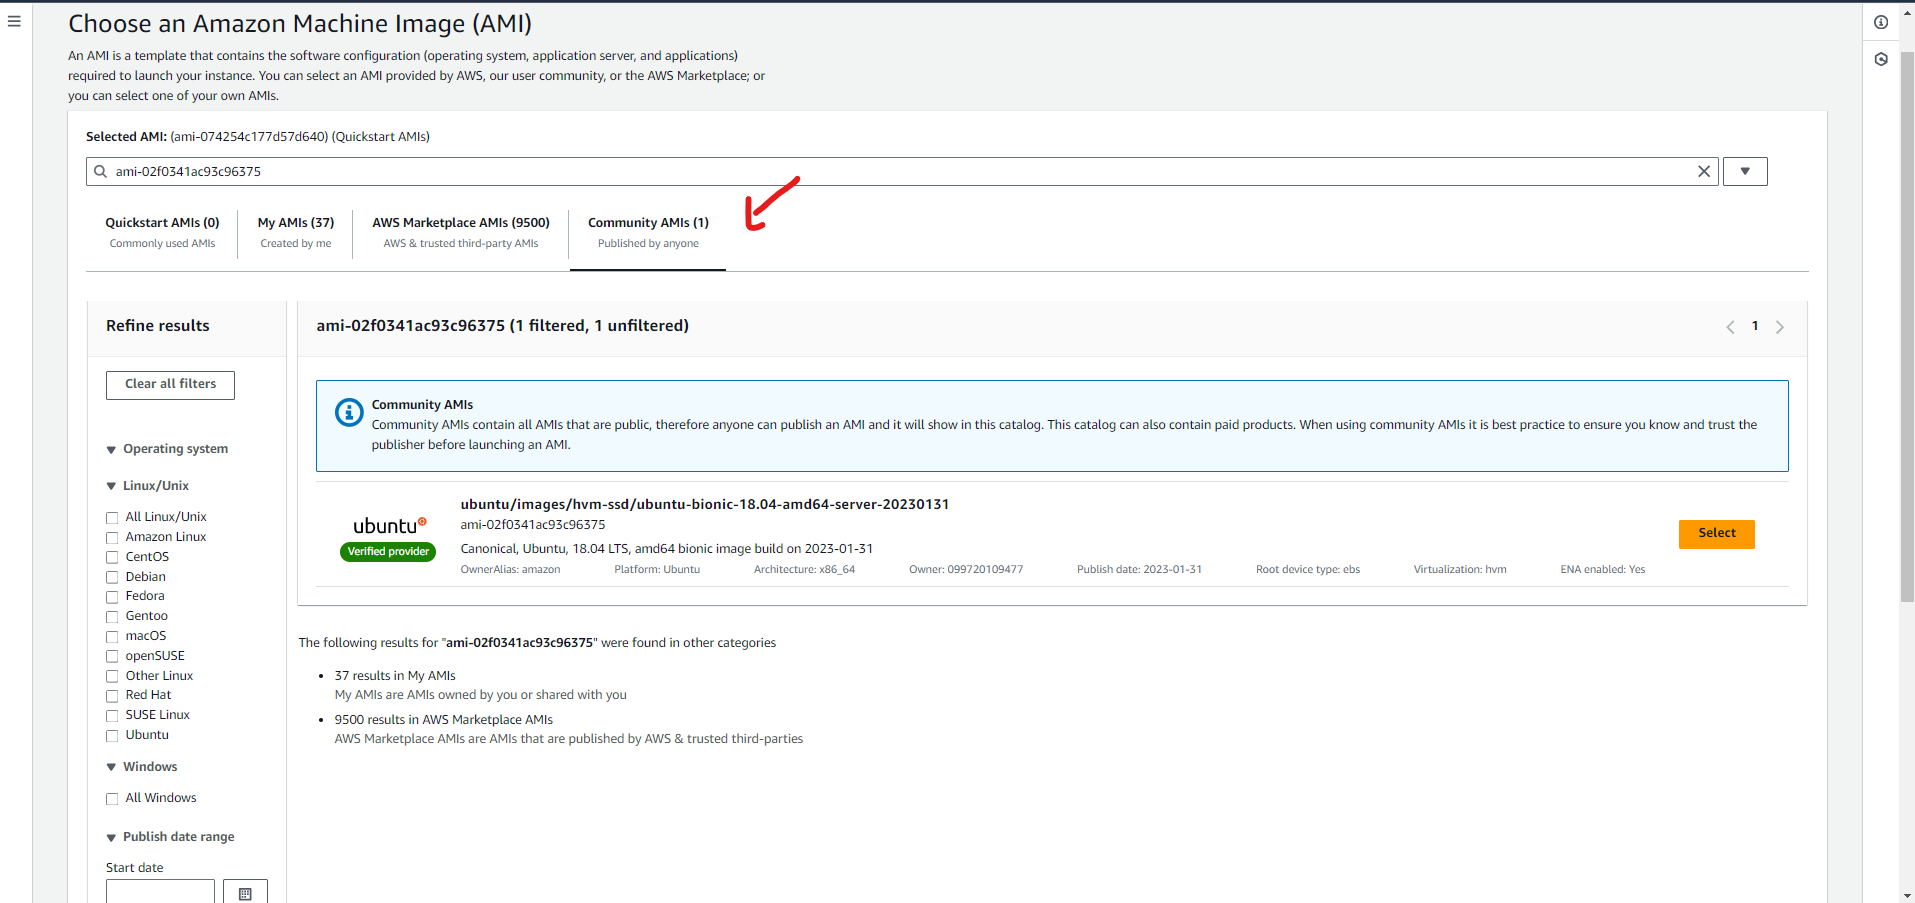 Choose an Amazon Machine Image (AMI)
An AMI is a template that contains the software configuration (operating system, application server, and applications)
required to launch your instance. You can select an AMI provided by AWS, our user community, or the AWS Marketplace; or
you can select one of your own AMIs.
Selected AMI: (ami-074254c177d57d640) (Quickstart AMIs)
ami-02f0341ac93c96375
Quickstart AMIs (0)
Commonly used AMIs
My AMIs (37)
Created by me
AWS Marketplace AMIs (9500)
AWS & trusted third-party AMIs
Community AMIs (1)
Published by anyone
Refine results
Clear all filters
Operating system
Linux/Unix
All Linux/Unix
Amazon Linux
CentOS
Debian
Fedora
Gentoo
macOS
openSUSE
Other Linux
Red Hat
SUSE Linux
Ubuntu
Windows
All Windows
Publish date range
Start date
ami-02f0341ac93c96375 (1 filtered, 1 unfiltered)
1
Community AMIs
Community AMIs contain all AMIs that are public, therefore anyone can publish an AMI and it will show in this catalog. This catalog can also contain paid products. When using community AMIs it is best practice to ensure you know and trust the
publisher before launching an AMI.
ubuntu
Verified provider
ubuntu/images/hvm-ssd/ubuntu-bionic-18.04-amd64-server-20230131
ami-02f0341ac93c96375
Canonical, Ubuntu, 18.04 LTS, amd64 bionic image build on 2023-01-31
OwnerAlias: amazon Platform: Ubuntu Architecture: x86_64 Owner: 099720109477 Publish date: 2023-01-31 Root device type: ebs Virtualization: hvm ENA enabled: Yes
Select
The following results for "ami-02f0341ac93c96375" were found in other categories
37 results in My AMIs
My AMIs are AMIs owned by you or shared with you
9500 results in AWS Marketplace AMIs
AWS Marketplace AMIs are AMIs that are published by AWS & trusted third-parties